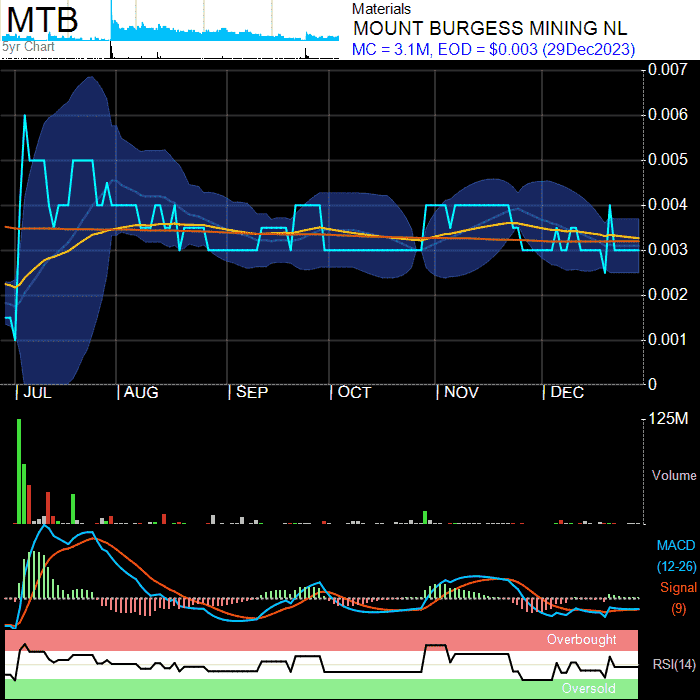 MTB
5yr Chart
Materials
MOUNT BURGESS MINING NL
MC = 3.1M, EOD = $0.003 (29Dec2023)
0.007
0.006
0.005
0.004
0.003
0.002
0.001
0
JUL AUG SEP OCT NOV DEC
125M
Volume
MACD
(12-26)
Signal
(9)
Overbought
RSI(14)
Oversold